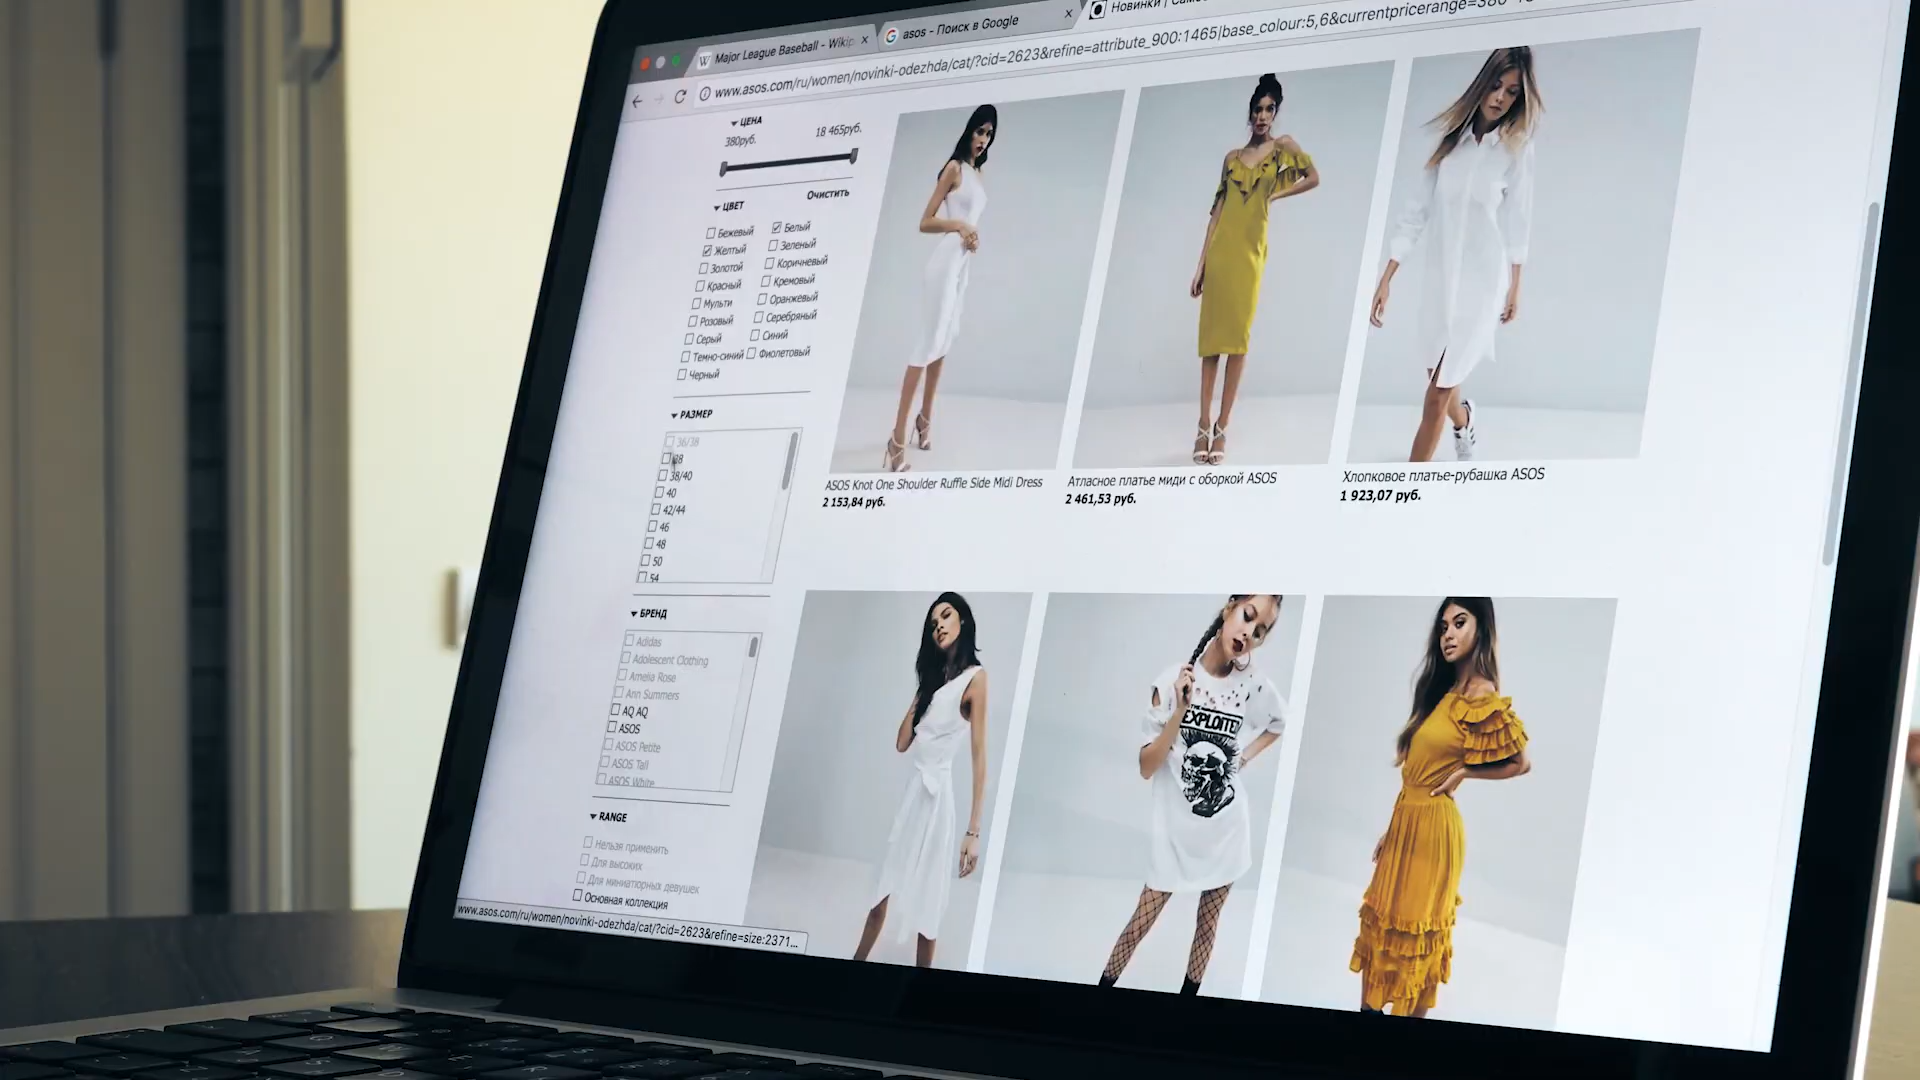 Major League Baseball - Wikip
asos - Поиск в Google
www.asos.com/ru/women/novinki-odezhda/cat/?cid=2623&refine=attribute_900:1465|base_colour:5,6&currentpricerange=380
ЦЕНА
380руб.
18 465руб.
Очистить
ЦВЕТ
Бежевый
Белый
Желтый
Зеленый
Золотой
Коричневый
Красный
Кремовый
Мульти
Оранжевый
Розовый
Серебряный
Серый
Синий
Темно-синий
Фиолетовый
Черный
РАЗМЕР
36/38
38
38/40
40
42/44
46
48
50
54
БРЕНД
Adidas
Adolescent Clothing
Amelia Rose
Ann Summers
AQ AQ
ASOS
ASOS Petite
ASOS Tall
ASOS White
RANGE
Нельзя применить
Для высоких
Для миниатюрных девушек
Основная коллекция
www.asos.com/ru/women/novinki-odezhda/cat/?cid=2623&refine=size:2371...
ASOS Knot One Shoulder Ruffle Side Midi Dress
2 153,84 руб.
Атласное платье миди с оборкой ASOS
2 461,53 руб.
Хлопковое платье-рубашка ASOS
1 923,07 руб.
THE
EXPLOITED